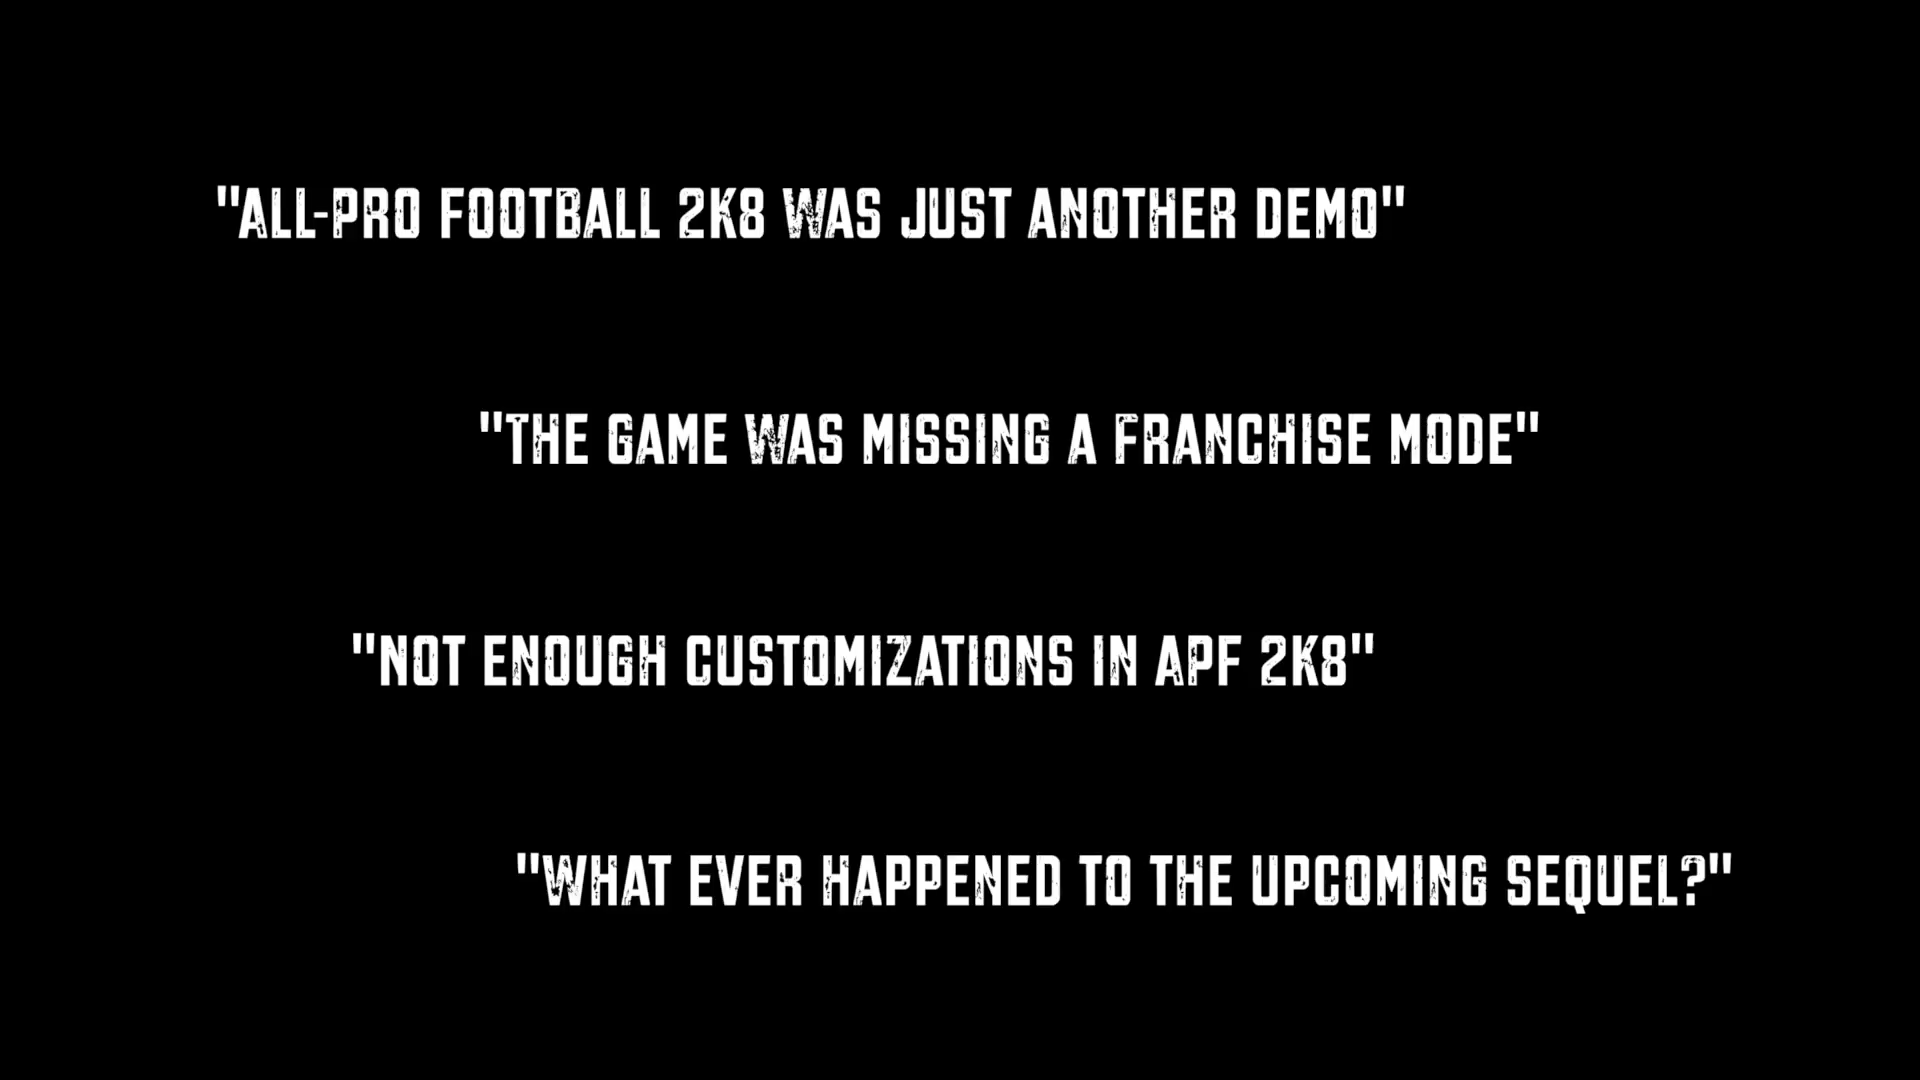 "ALL-PRO FOOTBALL 2K8 WAS JUST ANOTHER DEMO"
"THE GAME WAS MISSING A FRANCHISE MODE"
"NOT ENOUGH CUSTOMIZATIONS IN APF 2K8"
"WHAT EVER HAPPENED TO THE UPCOMING SEQUEL?"